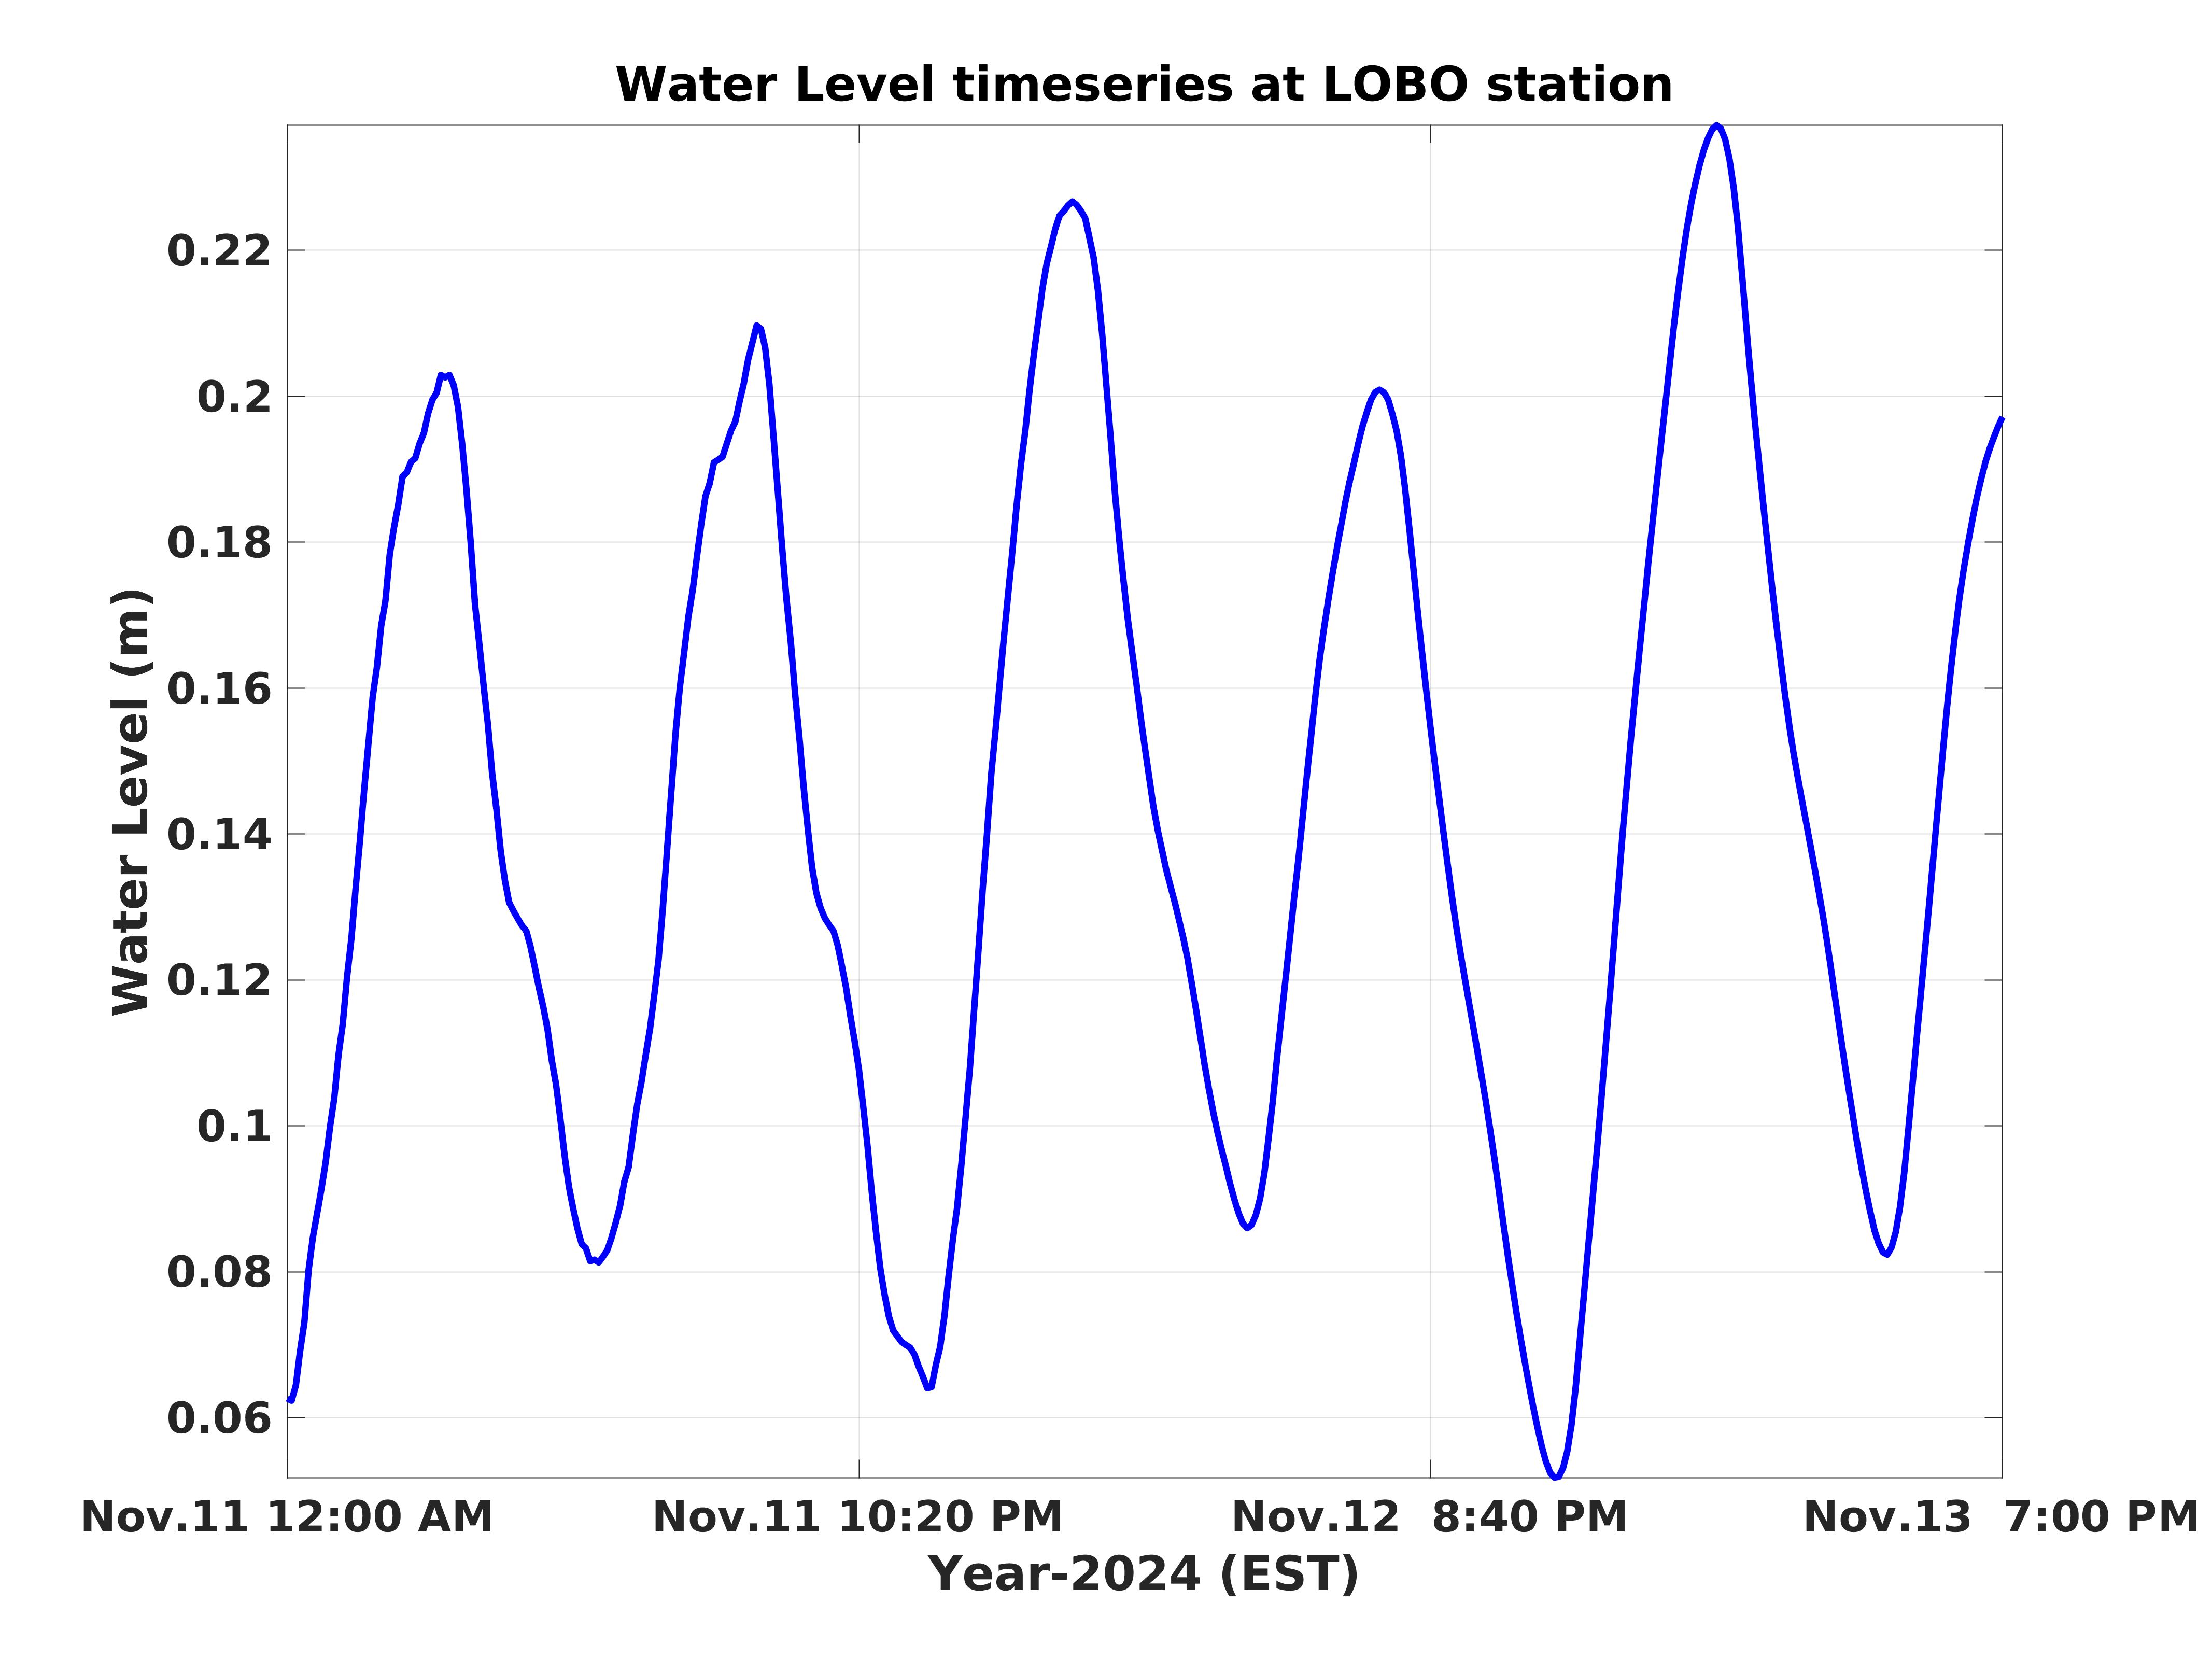 Water Level timeseries at LOBO station
Water Level (m)
0.22
0.2
0.18
0.16
0.14
0.12
0.1
0.08
0.06
Nov.11 12:00 AM Nov.11 10:20 PM Nov.12 8:40 PM Nov.13 7:00 PM
Year-2024 (EST)